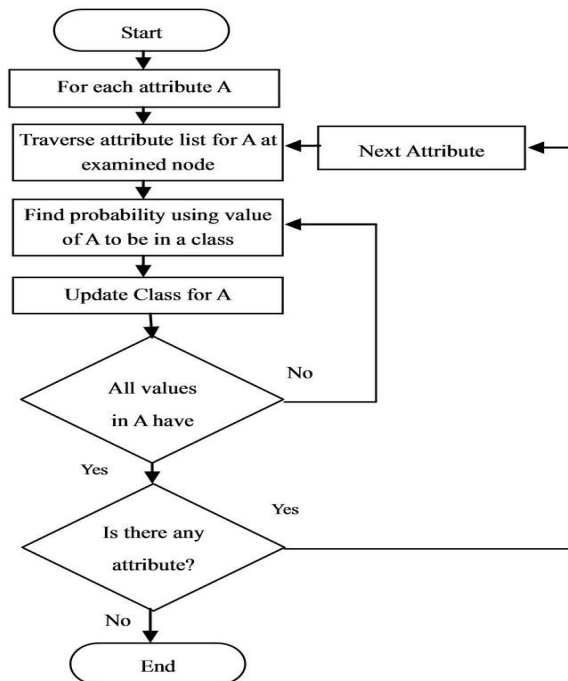 Start
For each attribute A
Traverse attribute list for A at
examined node
Next Attribute
Find probability using value
of A to be in a class
Update Class for A
All values
in A have
No
Yes
Is there any
attribute?
Yes
No
End